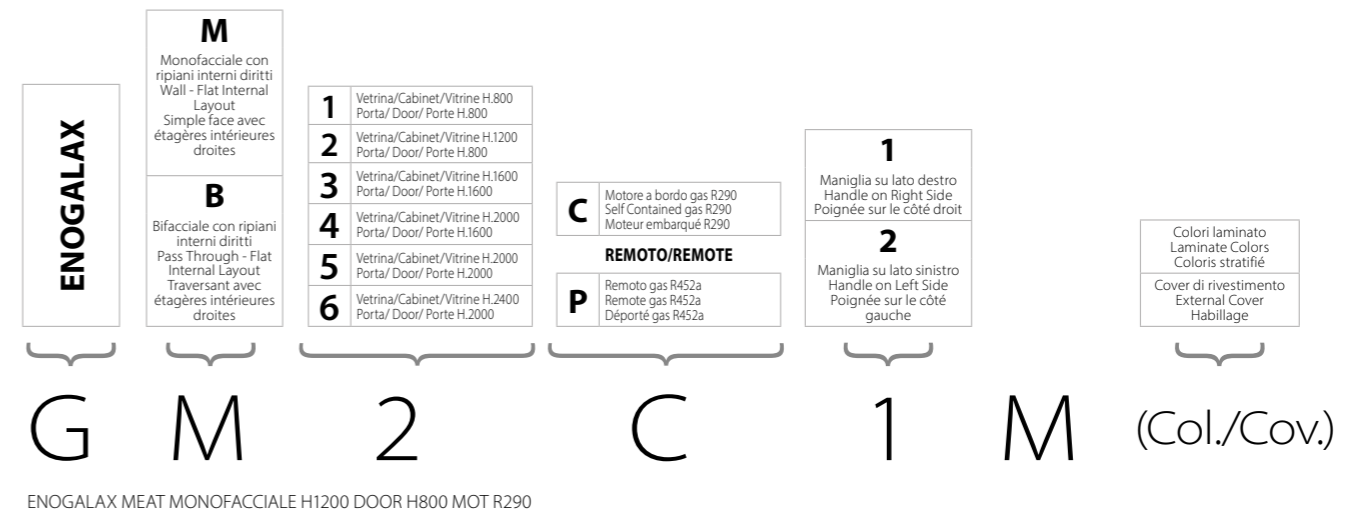 ENOGALAX
M
Monofacciale con
ripiani interni diritti
Wall - Flat Internal
Layout
Simple face avec
étagères intérieures
droites
B
Bifacciale con ripiani
interni diritti
Pass Through - Flat
Internal Layout
Traversant avec
étagères intérieures
droites
1
Vetrina/Cabinet/Vitrine H.800
Porta/ Door/ Porte H.800
2
Vetrina/Cabinet/Vitrine H.1200
Porta/ Door/ Porte H.800
3
Vetrina/Cabinet/Vitrine H.1600
Porta/ Door/ Porte H.1600
4
Vetrina/Cabinet/Vitrine H.2000
Porta/ Door/ Porte H.1600
5
Vetrina/Cabinet/Vitrine H.2000
Porta/ Door/ Porte H.2000
6
Vetrina/Cabinet/Vitrine H.2400
Porta/ Door/ Porte H.2000
C
Motore a bordo gas R290
Self Contained gas R290
Moteur embarqué R290
REMOTO/REMOTE
P
Remoto gas R452a
Remote gas R452a
Déporté gas R452a
1
Maniglia su lato destro
Handle on Right Side
Poignée sur le côté droit
2
Maniglia su lato sinistro
Handle on Left Side
Poignée sur le côté
gauche
Colori laminato
Laminate Colors
Coloris stratifié
Cover di rivestimento
External Cover
Habillage
G M 2 C 1 M (Col./Cov.)
ENOGALAX MEAT MONOFACCIALE H1200 DOOR H800 MOT R290